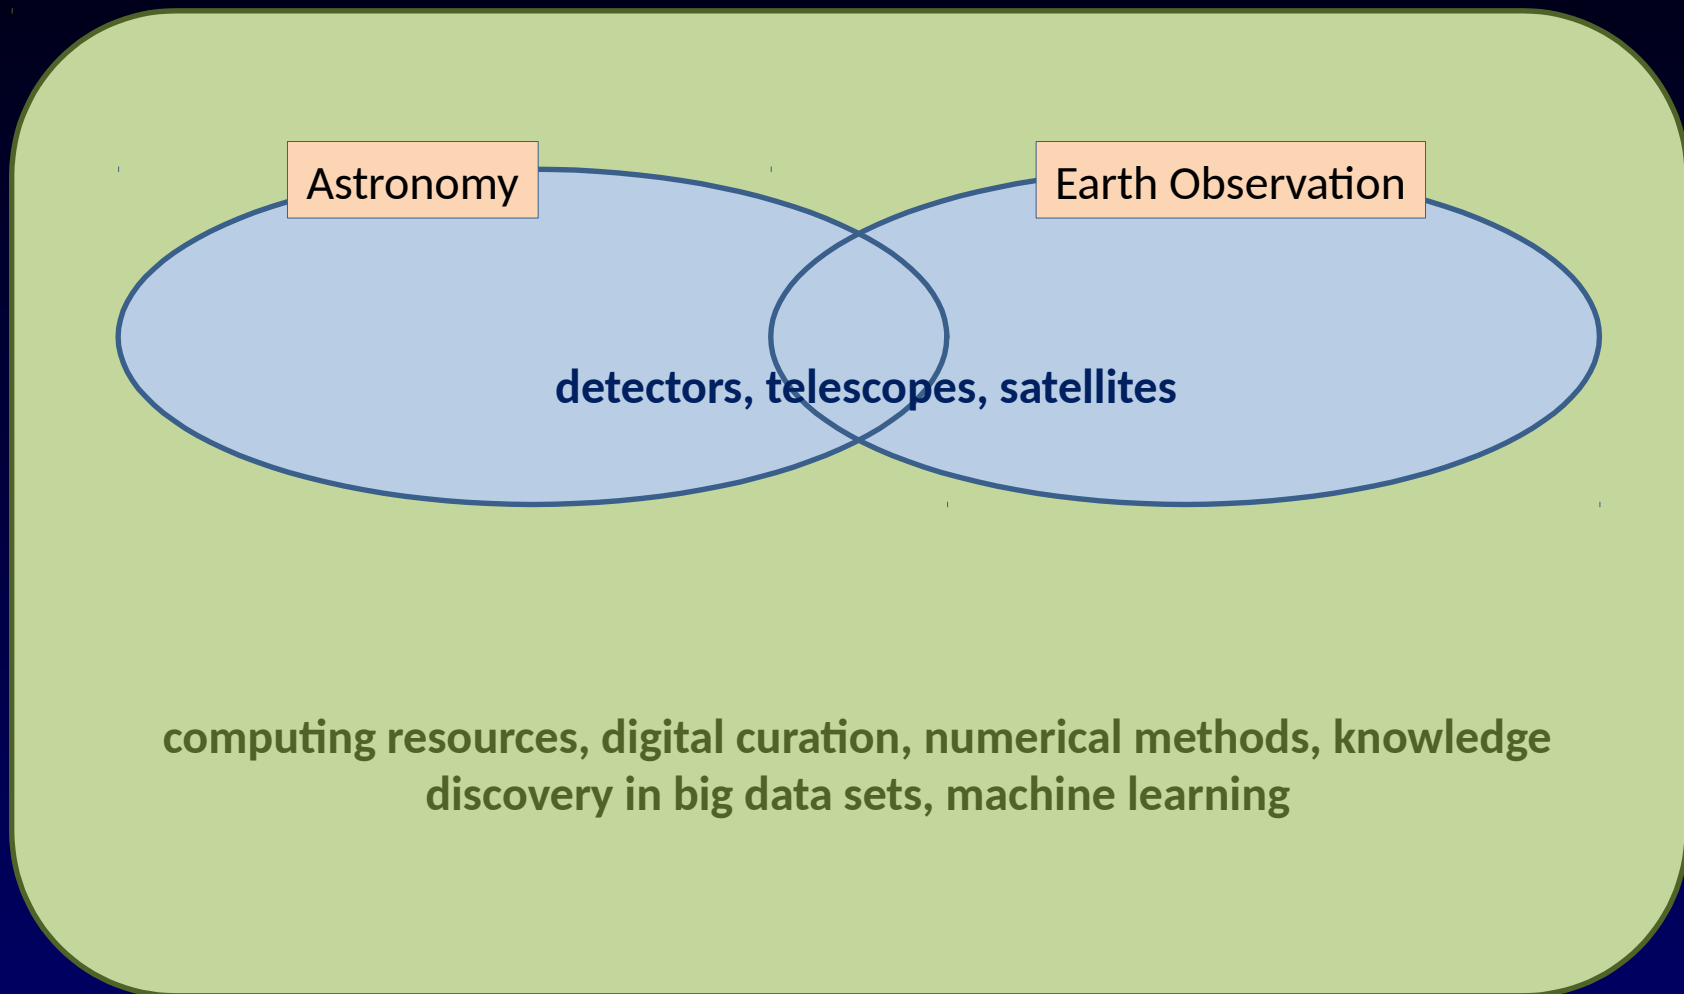 Astronomy
Earth Observation
detectors, telescopes, satellites
computing resources, digital curation, numerical methods, knowledge
discovery in big data sets, machine learning